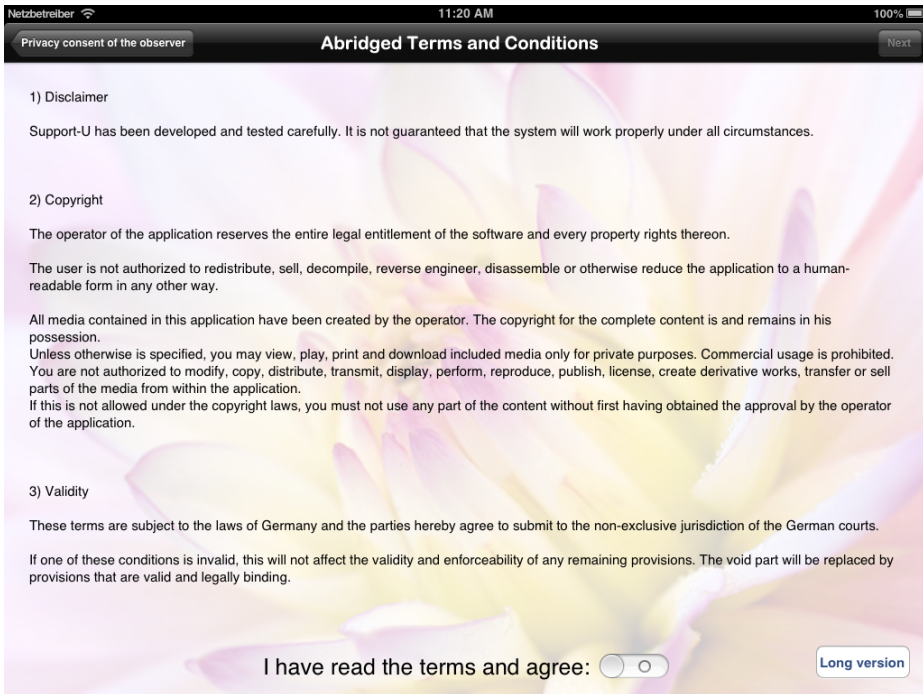 Netzbetreiber 11:20 AM 100%
Privacy consent of the observer Abridged Terms and Conditions Next
1) Disclaimer
Support-U has been developed and tested carefully. It is not guaranteed that the system will work properly under all circumstances.
2) Copyright
The operator of the application reserves the entire legal entitlement of the software and every property rights thereon.
The user is not authorized to redistribute, sell, decompile, reverse engineer, disassemble or otherwise reduce the application to a human-
readable form in any other way.
All media contained in this application have been created by the operator. The copyright for the complete content is and remains in his
possession.
Unless otherwise is specified, you may view, play, print and download included media only for private purposes. Commercial usage is prohibited.
You are not authorized to modify, copy, distribute, transmit, display, perform, reproduce, publish, license, create derivative works, transfer or sell
parts of the media from within the application.
If this is not allowed under the copyright laws, you must not use any part of the content without first having obtained the approval by the operator
of the application.
3) Validity
These terms are subject to the laws of Germany and the parties hereby agree to submit to the non-exclusive jurisdiction of the German courts.
If one of these conditions is invalid, this will not affect the validity and enforceability of any remaining provisions. The void part will be replaced by
provisions that are valid and legally binding.
I have read the terms and agree:
Long version